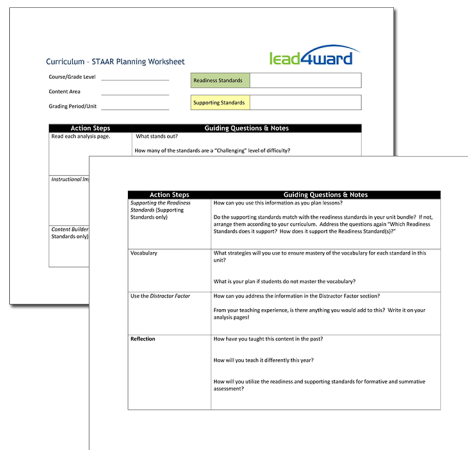 lead4ward
Curriculum - STAAR Planning Worksheet
Course/Grade Level
Readiness Standards
Content Area
Supporting Standards
Grading Period/Unit
Action Steps Guiding Questions & Notes
Read each analysis page. What stands out?
How many of the standards are a "Challenging" level of difficulty?
Instructional Im
Content Builder
Standards only)
Action Steps Guiding Questions & Notes
Supporting the Readiness How can you use this information as you plan lessons?
Standards (Supporting
Standards only) Do the supporting standards match with the readiness standards in your unit bundle? If not,
arrange them according to your curriculum. Address the questions again "Which Readiness
Standards does it support? How does it support the Readiness Standard(s)?"
Vocabulary What strategies will you use to ensure mastery of the vocabulary for each standard in this
unit?
What is your plan if students do not master the vocabulary?
Use the Distractor Factor How can you address the information in the Distractor Factor section?
From your teaching experience, is there anything you would add to this? Write it on your
analysis pages!
Reflection How have you taught this content in the past?
How will you teach it differently this year?
How will you utilize the readiness and supporting standards for formative and summative
assessment?